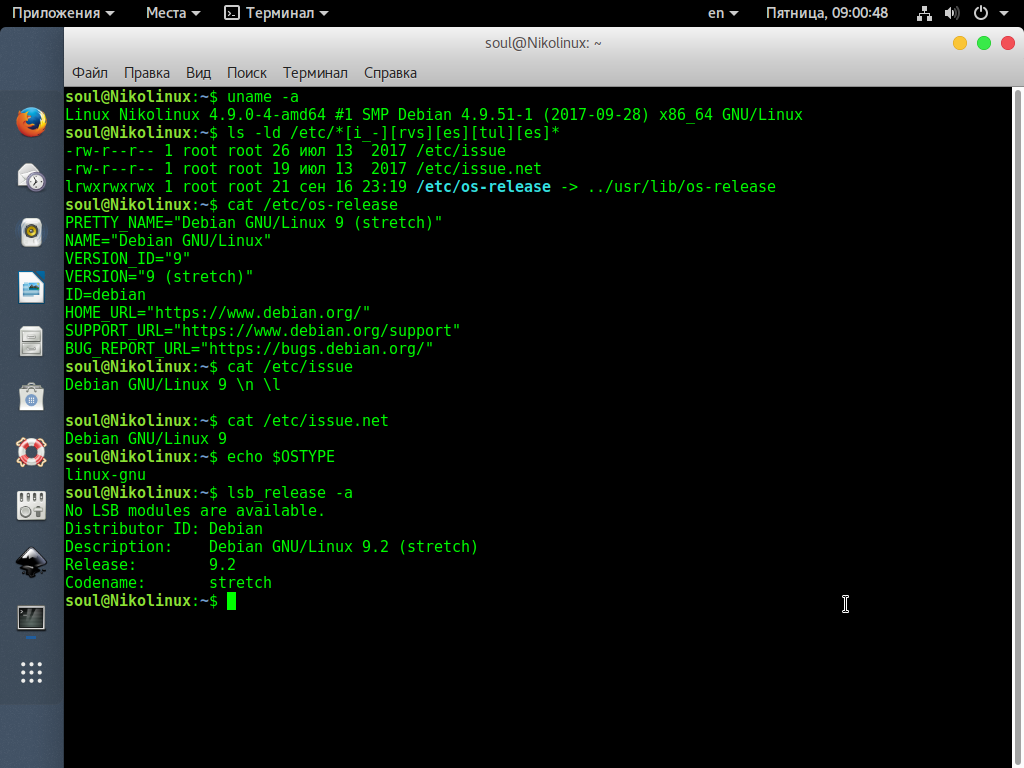 Приложения Места Терминал en Пятница, 09:00:48
soul@Nikolinux: ~
Файл Правка Вид Поиск Терминал Справка
soul@Nikolinux:~$ uname -a
Linux Nikolinux 4.9.0-4-amd64 #1 SMP Debian 4.9.51-1 (2017-09-28) x86_64 GNU/Linux
soul@Nikolinux:~$ ls -ld /etc/*[i_-][rvs][es][tul][es]*
-rw-r--r-- 1 root root 26 июл 13  2017 /etc/issue
-rw-r--r-- 1 root root 19 июл 13  2017 /etc/issue.net
lrwxrwxrwx 1 root root 21 сен 16 23:19 /etc/os-release -> ../usr/lib/os-release
soul@Nikolinux:~$ cat /etc/os-release
PRETTY_NAME="Debian GNU/Linux 9 (stretch)"
NAME="Debian GNU/Linux"
VERSION_ID="9"
VERSION="9 (stretch)"
ID=debian
HOME_URL="https://www.debian.org/"
SUPPORT_URL="https://www.debian.org/support"
BUG_REPORT_URL="https://bugs.debian.org/"
soul@Nikolinux:~$ cat /etc/issue
Debian GNU/Linux 9 \n \l
soul@Nikolinux:~$ cat /etc/issue.net
Debian GNU/Linux 9
soul@Nikolinux:~$ echo $OSTYPE
linux-gnu
soul@Nikolinux:~$ lsb_release -a
No LSB modules are available.
Distributor ID: Debian
Description:    Debian GNU/Linux 9.2 (stretch)
Release:        9.2
Codename:       stretch
soul@Nikolinux:~$